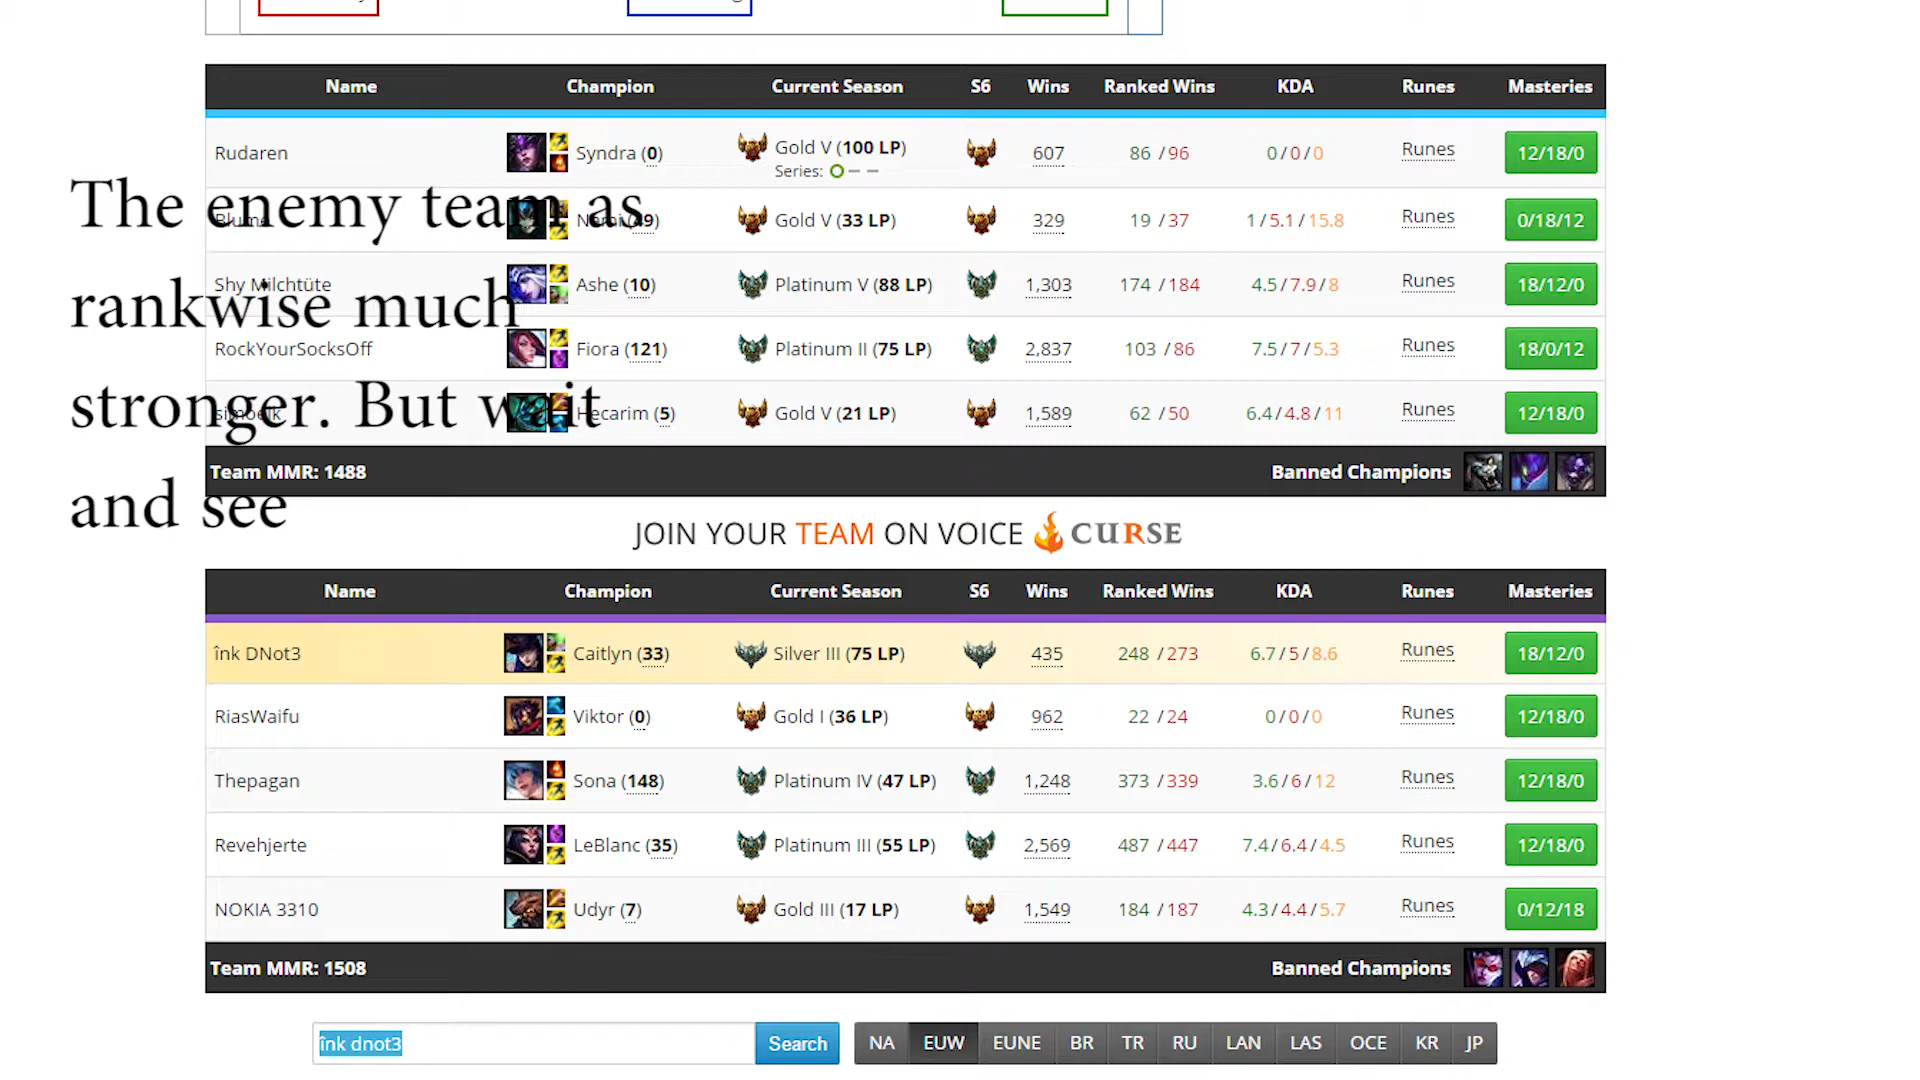 Name Champion Current Season S6 Wins Ranked Wins KDA Runes Masteries
Rudaren Syndra (0) Gold V (100 LP) 607 86 / 96 0 / 0 / 0 Runes 12/18/0
Series:
Blume Nami (49) Gold V (33 LP) 329 19 / 37 1 / 5.1 / 15.8 Runes 0/18/12
Shy Milchtüte Ashe (10) Platinum V (88 LP) 1,303 174 / 184 4.5 / 7.9 / 8 Runes 18/12/0
RockYourSocksOff Fiora (121) Platinum II (75 LP) 2,837 103 / 86 7.5 / 7 / 5.3 Runes 18/0/12
Hecarim (5) Gold V (21 LP) 1,589 62 / 50 6.4 / 4.8 / 11 Runes 12/18/0
Team MMR: 1488 Banned Champions
The enemy team as
rankwise much
stronger. But wait
and see
JOIN YOUR TEAM ON VOICE CURSE
Name Champion Current Season S6 Wins Ranked Wins KDA Runes Masteries
înk DNot3 Caitlyn (33) Silver III (75 LP) 435 248 / 273 6.7 / 5 / 8.6 Runes 18/12/0
RiasWaifu Viktor (0) Gold I (36 LP) 962 22 / 24 0 / 0 / 0 Runes 12/18/0
Thepagan Sona (148) Platinum IV (47 LP) 1,248 373 / 339 3.6 / 6 / 12 Runes 12/18/0
Revehjerte LeBlanc (35) Platinum III (55 LP) 2,569 487 / 447 7.4 / 6.4 / 4.5 Runes 12/18/0
NOKIA 3310 Udyr (7) Gold III (17 LP) 1,549 184 / 187 4.3 / 4.4 / 5.7 Runes 0/12/18
Team MMR: 1508 Banned Champions
înk dnot3 Search NA EUW EUNE BR TR RU LAN LAS OCE KR JP